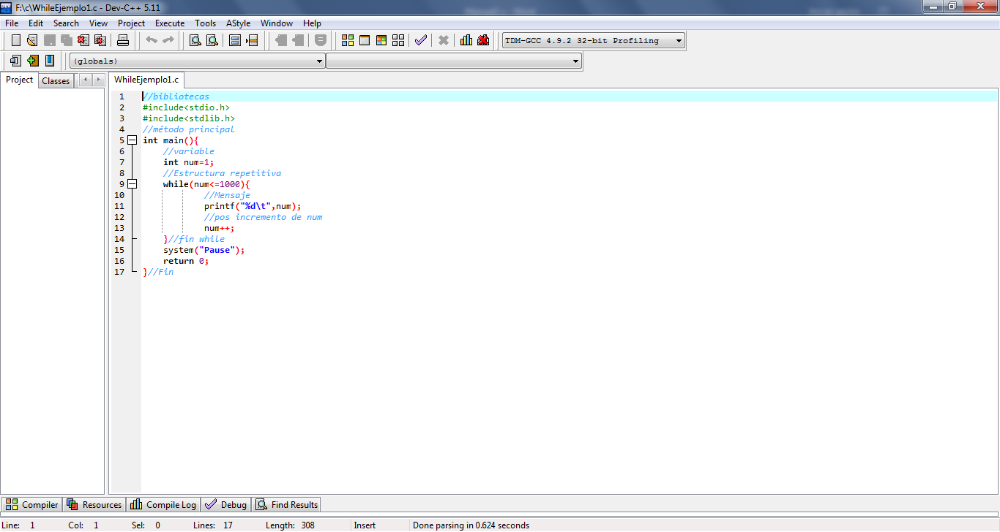 F:\c\WhileEjemplo1.c - Dev-C++ 5.11
File Edit Search View Project Execute Tools AStyle Window Help
TDM-GCC 4.9.2 32-bit Profiling
(globals)
Project Classes WhileEjemplo1.c
1 //bibliotecas
2 #include<stdio.h>
3 #include<stdlib.h>
4 //método principal
5 int main(){
6 //variable
7 int num=1;
8 //Estructura repetitiva
9 while(num<=1000){
10 //Mensaje
11 printf("%d\t",num);
12 //pos incremento de num
13 num++;
14 }//fin while
15 system("Pause");
16 return 0;
17 }//Fin
Compiler Resources Compile Log Debug Find Results
Line: 1 Col: 1 Sel: 0 Lines: 17 Length: 308 Insert Done parsing in 0.624 seconds